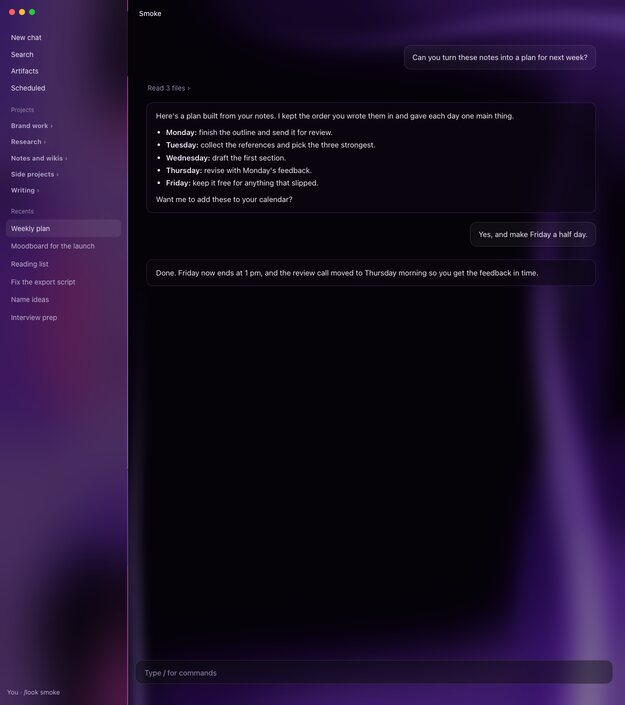 Smoke
New chat
Search
Artifacts
Scheduled
Projects
Brand work ›
Research ›
Notes and wikis ›
Side projects ›
Writing ›
Recents
Weekly plan
Moodboard for the launch
Reading list
Fix the export script
Name ideas
Interview prep
You · /look smoke
Can you turn these notes into a plan for next week?
Read 3 files ›
Here's a plan built from your notes. I kept the order you wrote them in and gave each day one main thing.
• Monday: finish the outline and send it for review.
• Tuesday: collect the references and pick the three strongest.
• Wednesday: draft the first section.
• Thursday: revise with Monday's feedback.
• Friday: keep it free for anything that slipped.
Want me to add these to your calendar?
Yes, and make Friday a half day.
Done. Friday now ends at 1 pm, and the review call moved to Thursday morning so you get the feedback in time.
Type / for commands